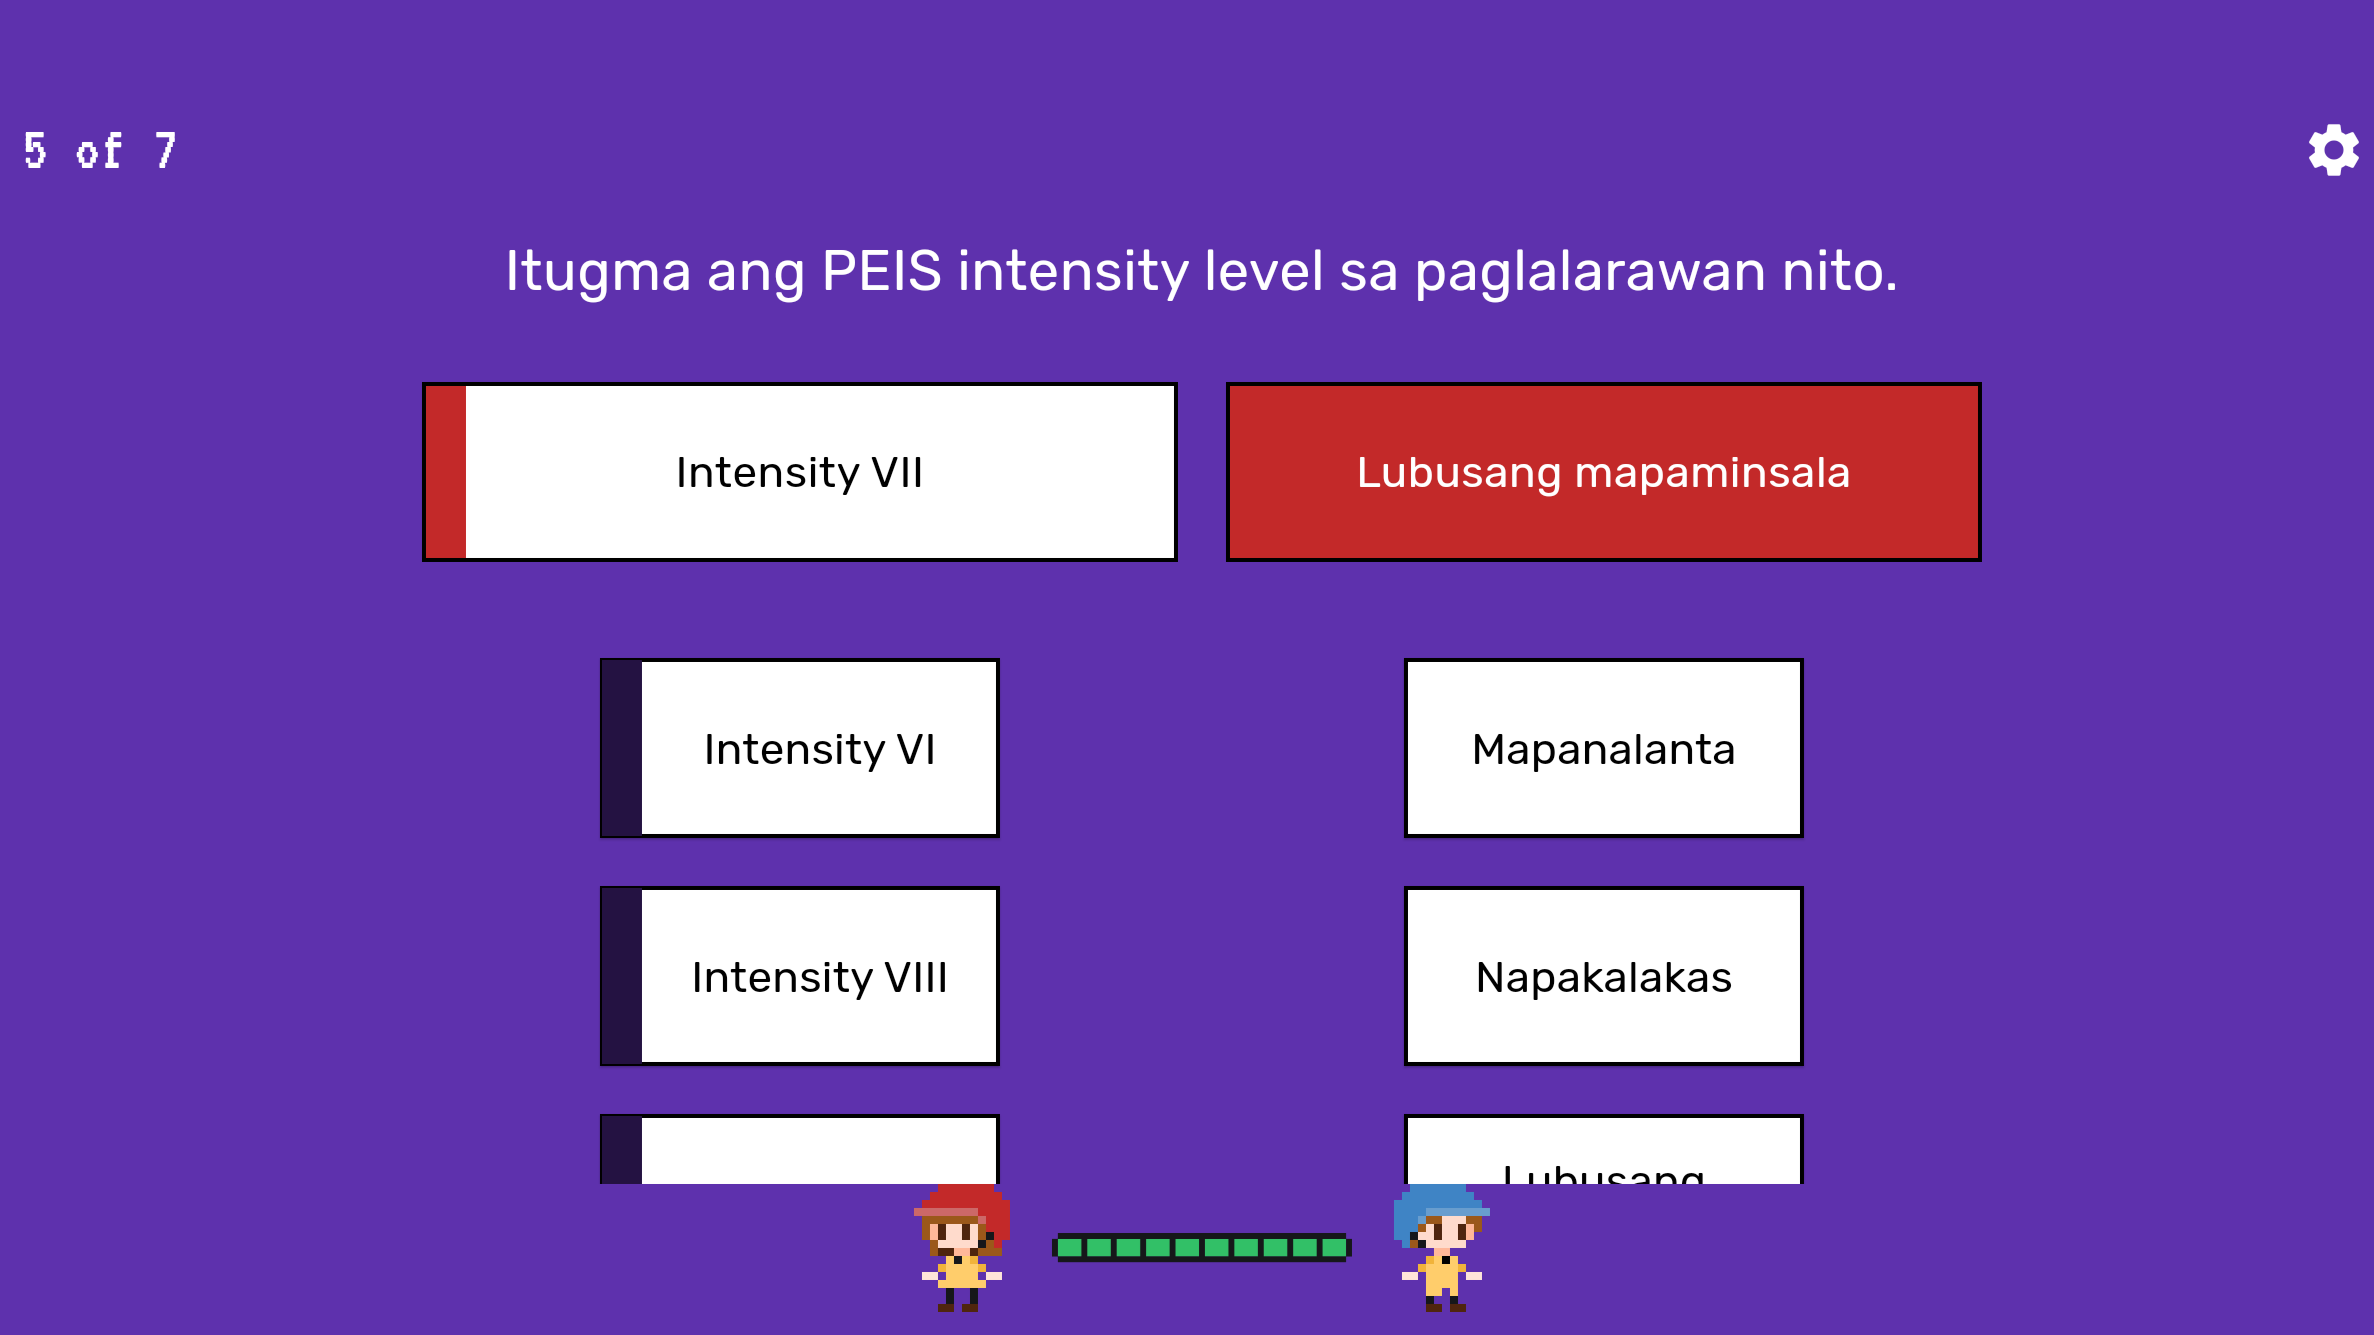 5 of 7
Itugma ang PEIS intensity level sa paglalarawan nito.
Intensity VII
Lubusang mapaminsala
Intensity VI
Mapanalanta
Intensity VIII
Napakalakas
Lubusang